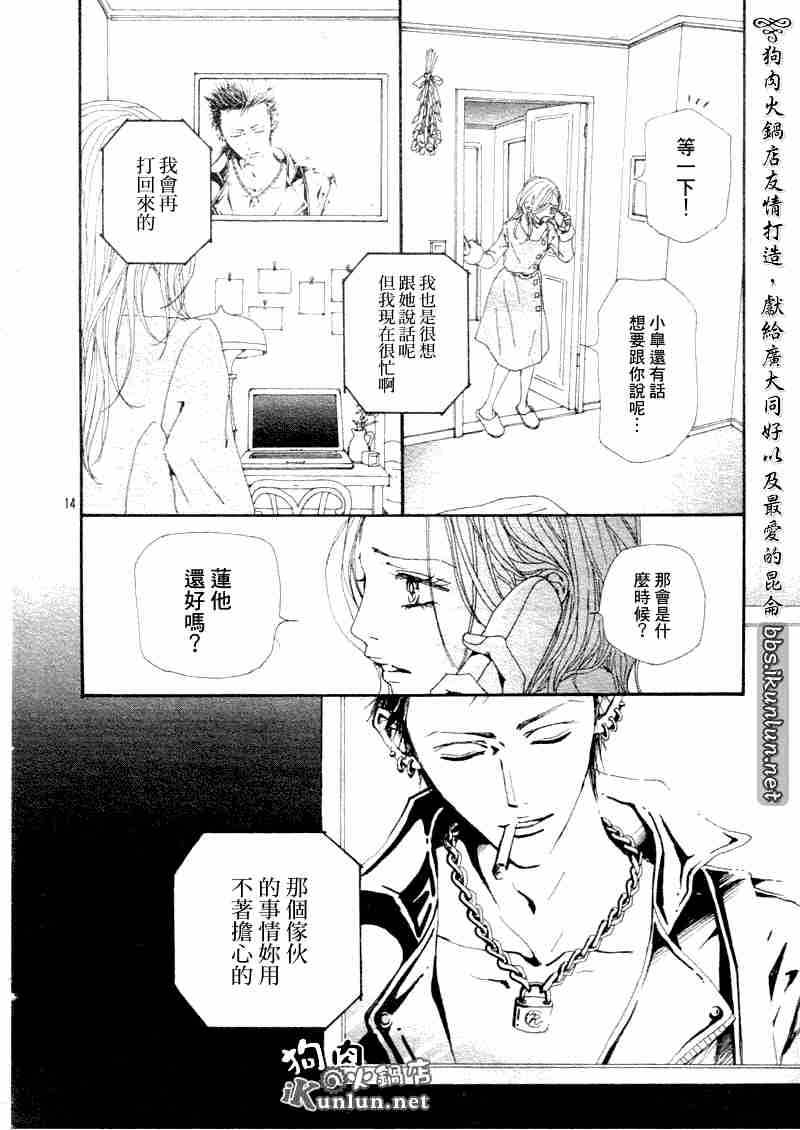 等一下！
小皐還有話
想要跟你說呢…
我也是很想
跟她說話呢
但我現在很忙啊
我會再
打回來的
14
那會是什
麼時候？
蓮他
還好嗎？
那個傢伙
的事情妳用
不著擔心的
狗肉火鍋店友情打造，獻給廣大同好以及最愛的昆侖
bbs.ikunlun.net
狗肉
火鍋店
iKunlun.net